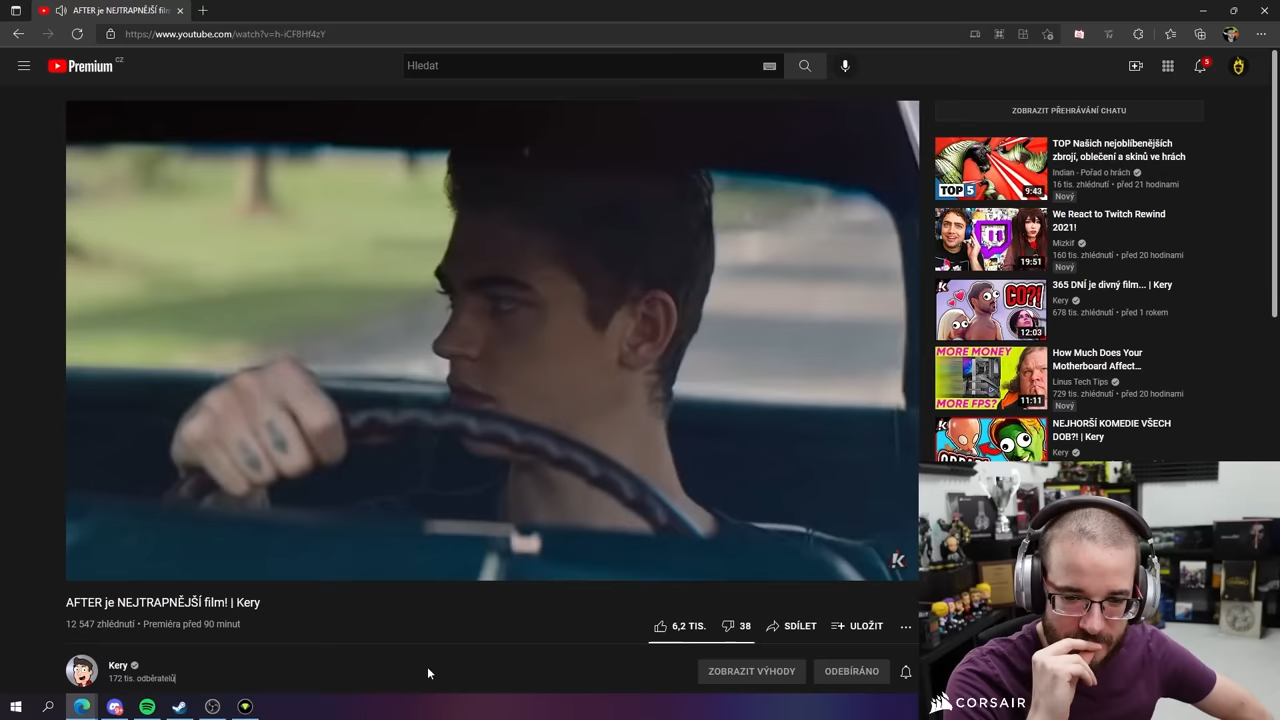 AFTER je NEJTRAPNĚJŠÍ film
https://www.youtube.com/watch?v=h-iCF8Hf4zY
Premium CZ
Hledat
5
ZOBRAZIT PŘEHRÁVÁNÍ CHATU
TOP 5
9:43
TOP Našich nejoblíbenějších
zbrojí, oblečení a skinů ve hrách
Indian - Pořad o hrách
16 tis. zhlédnutí • před 21 hodinami
Nový
19:51
We React to Twitch Rewind
2021!
Mizkif
160 tis. zhlédnutí • před 20 hodinami
Nový
CO?!
12:03
365 DNÍ je divný film... | Kery
Kery
678 tis. zhlédnutí • před 1 rokem
MORE MONEY
MORE FPS?
11:11
How Much Does Your
Motherboard Affect...
Linus Tech Tips
729 tis. zhlédnutí • před 20 hodinami
Nový
NEJHORŠÍ KOMEDIE VŠECH
DOB?! | Kery
Kery
AFTER je NEJTRAPNĚJŠÍ film! | Kery
12 547 zhlédnutí • Premiéra před 90 minut
6,2 TIS.
38
SDÍLET
ULOŽIT
Kery
172 tis. odběratelů
ZOBRAZIT VÝHODY
ODEBÍRÁNO
CORSAIR